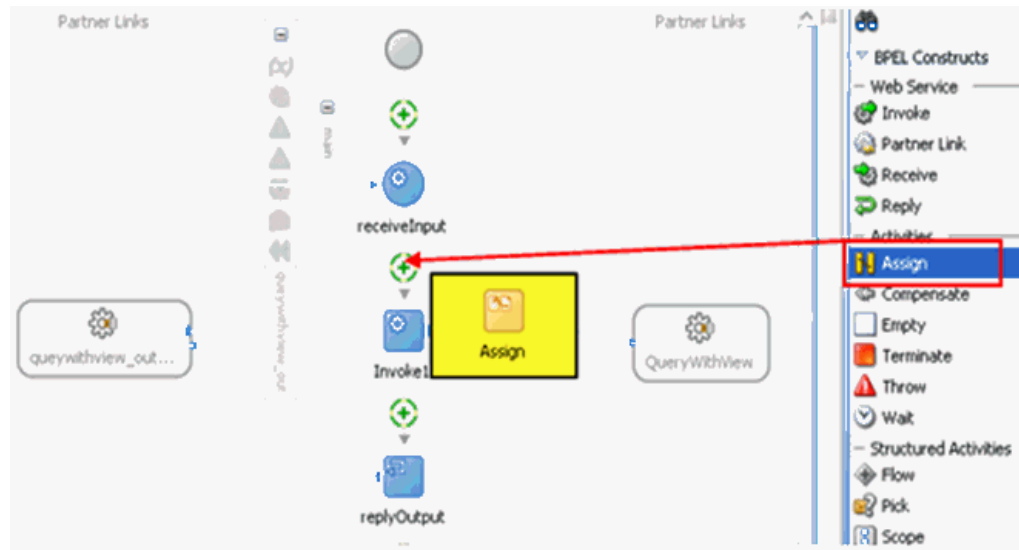 Partner Links
Partner Links
BPEL Constructs
Web Service
Invoke
Partner Link
Receive
Reply
Activities
Assign
Compensate
Empty
Terminate
Throw
Wait
Structured Activities
Flow
Pick
Scope
main
receiveInput
Assign
Invoke1
replyOutput
queywithview_out...
QueryWithView